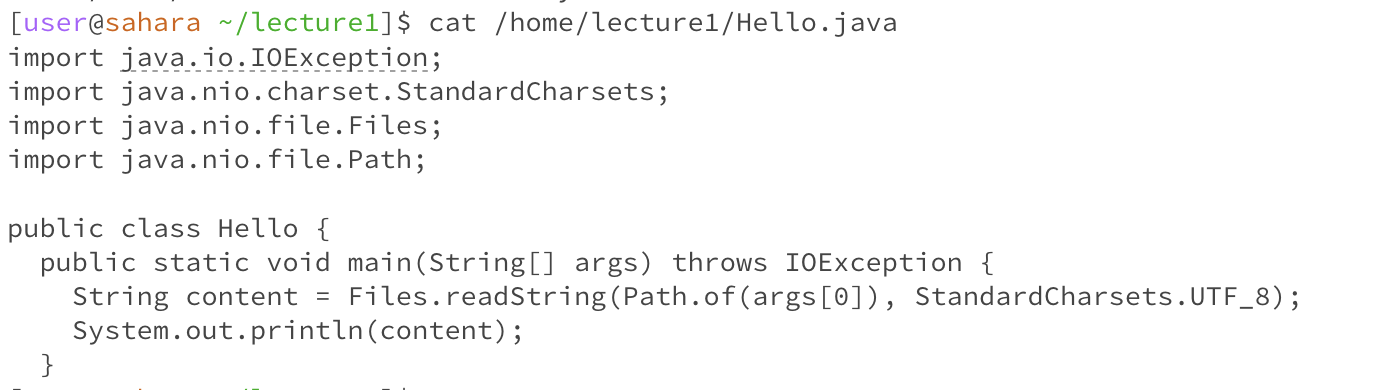 [user@sahara ~/lecture1]$ cat /home/lecture1/Hello.java
import java.io.IOException;
import java.nio.charset.StandardCharsets;
import java.nio.file.Files;
import java.nio.file.Path;

public class Hello {
  public static void main(String[] args) throws IOException {
    String content = Files.readString(Path.of(args[0]), StandardCharsets.UTF_8);
    System.out.println(content);
  }